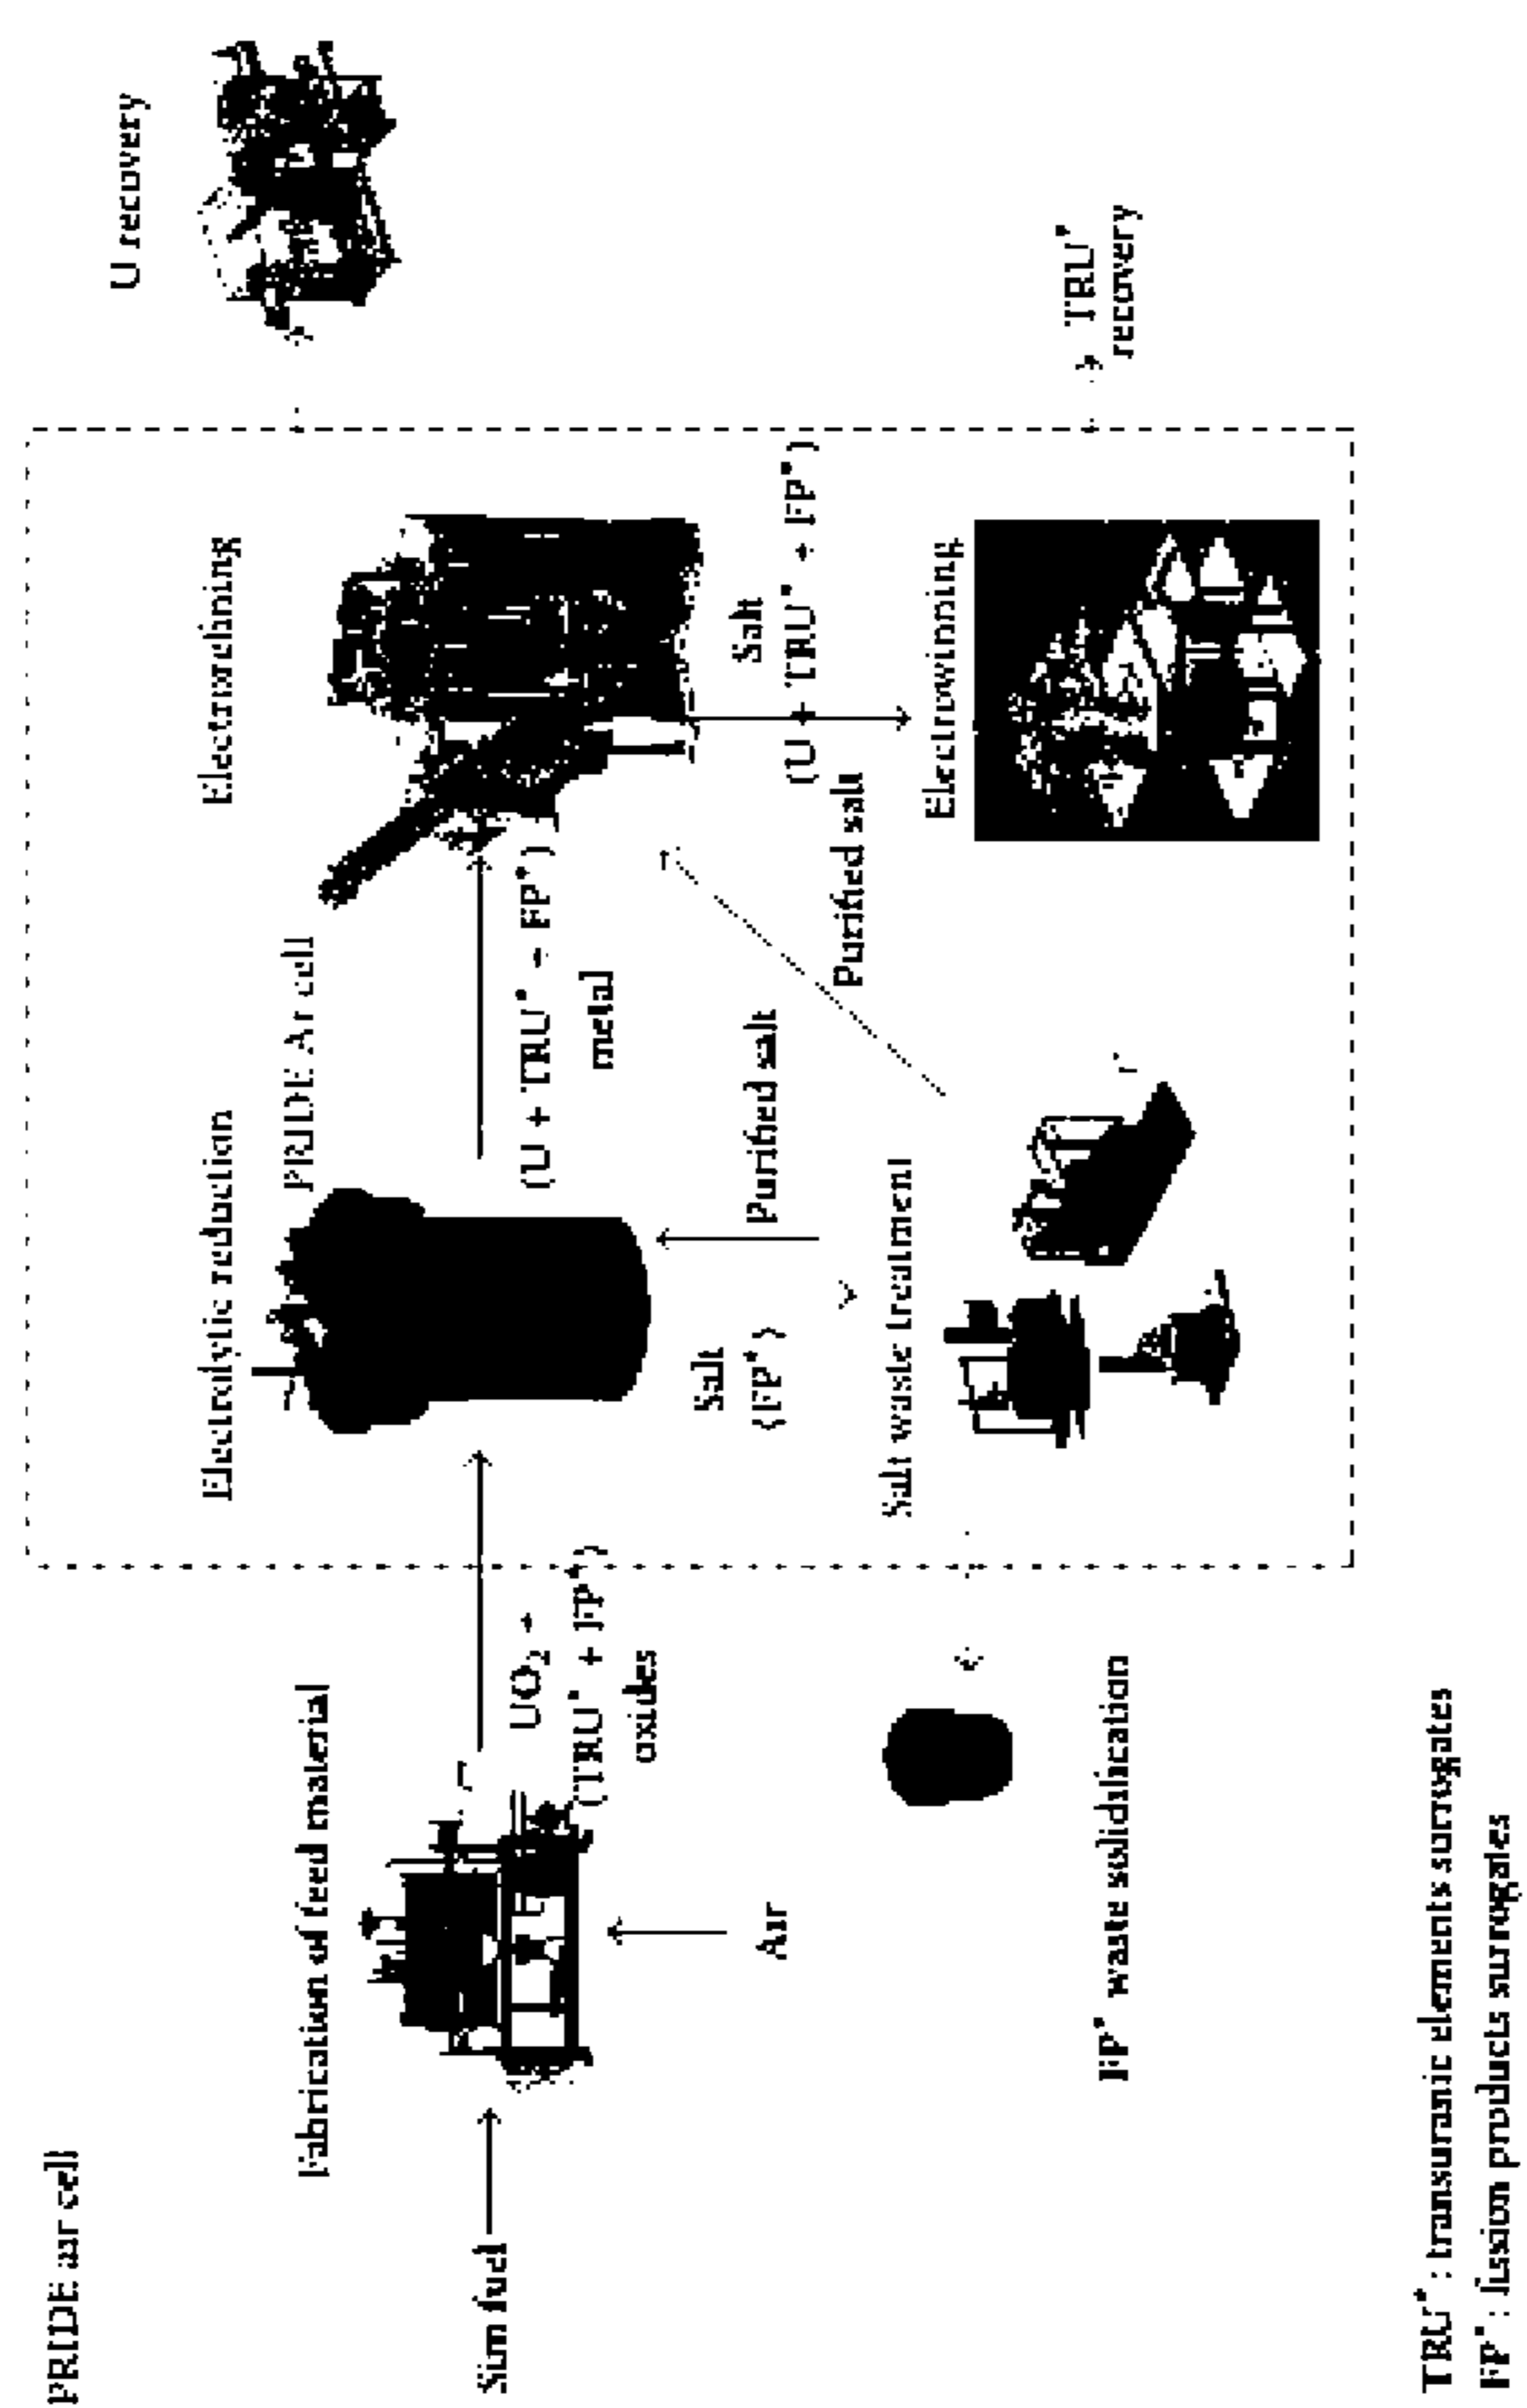 PRIDE air cell
Sim fuel
Fabrication of feed material
Air
UO2 +
(TRU* + FP*)
oxides
PRIDE Ar cell
Electrolytic reduction
(U + TRU* + FP*)
metal
Electrorefining
U recovery
Salt
(FP*)
Purified salt
Purified salt
Salt
(U + TRU* + FP*)
Salt waste treatment
Electrowinning
TRU*
recovery
FP* waste solidification
TRU* : transuranic elements surrogates
FP* : fission products surrogates